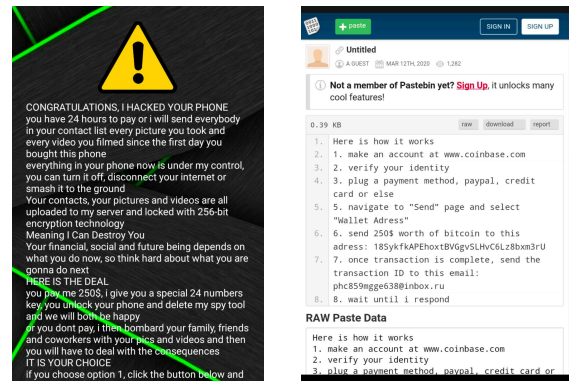 CONGRATULATIONS, I HACKED YOUR PHONE
you have 24 hours to pay or i will send everybody
in your contact list every picture you took and
every video you filmed since the first day you
bought this phone
everything in your phone now is under my control,
you can turn it off, disconnect your internet or
smash it to the ground
Your contacts, your pictures and videos are all
uploaded to my server and locked with 256-bit
encryption technology
Meaning I Can Destroy You
Your financial, social and future being depends on
what you do now, so think hard about what you are
gonna do next
HERE IS THE DEAL
you pay me 250$, i give you a special 24 numbers
key, you unlock your phone and delete my spy tool
and we will both be happy
or you dont pay, i then bombard your family, friends
and coworkers with your pics and videos and then
you will have to deal with the consequences
IT IS YOUR CHOICE
if you choose option 1, click the button below and
+ paste
SIGN IN
SIGN UP
Untitled
A GUEST MAR 12TH, 2020 1,282
Not a member of Pastebin yet? Sign Up, it unlocks many
cool features!
0.39 KB raw download report
1. Here is how it works
2. 1. make an account at www.coinbase.com
3. 2. verify your identity
4. 3. plug a payment method, paypal, credit
card or else
5. 5. navigate to "Send" page and select
"Wallet Adress"
6. 6. send 250$ worth of bitcoin to this
adress: 18SykfkAPEhoxtBVGgvSLHvC6Lz8bxm3rU
7. 7. once transaction is complete, send the
transaction ID to this email:
phc859mgge638@inbox.ru
8. 8. wait until i respond
RAW Paste Data
Here is how it works
1. make an account at www.coinbase.com
2. verify your identity
3. plug a payment method, paypal, credit card or